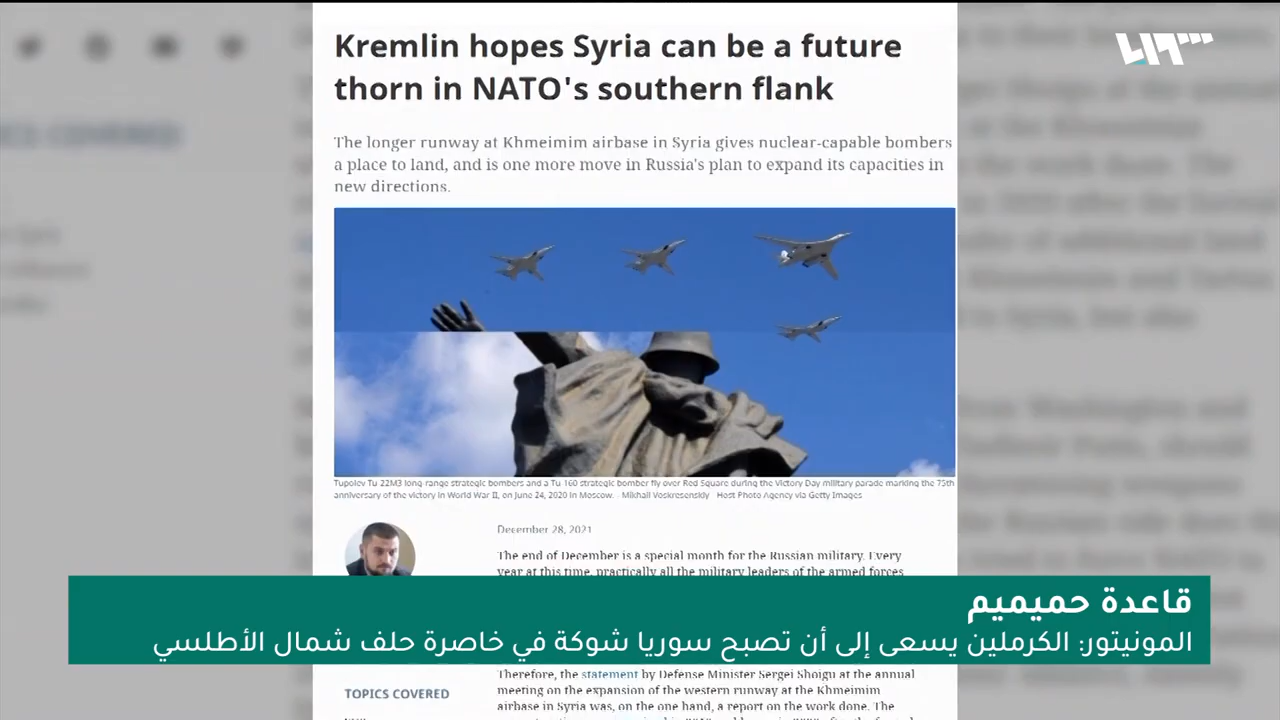 Kremlin hopes Syria can be a future
thorn in NATO's southern flank
The longer runway at Khmeimim airbase in Syria gives nuclear-capable bombers
a place to land, and is one more move in Russia's plan to expand its capacities in
new directions.
Tupolev Tu 22M3 long-range strategic bombers and a Tu 160 strategic bomber fly over Red Square during the Victory Day military parade marking the 75th
anniversary of the victory in World War II, on June 24, 2020 in Moscow. - Mikhail Voskresenskiy - Host Photo Agency via Getty Images
December 28, 2021
The end of December is a special month for the Russian military. Every
year at this time, practically all the military leaders of the armed forces
قاعدة حميميم
المونيتور: الكرملين يسعى إلى أن تصبح سوريا شوكة في خاصرة حلف شمال الأطلسي
Therefore, the statement by Defense Minister Sergei Shoigu at the annual
TOPICS COVERED
meeting on the expansion of the western runway at the Khmeimim
airbase in Syria was, on the one hand, a report on the work done. The